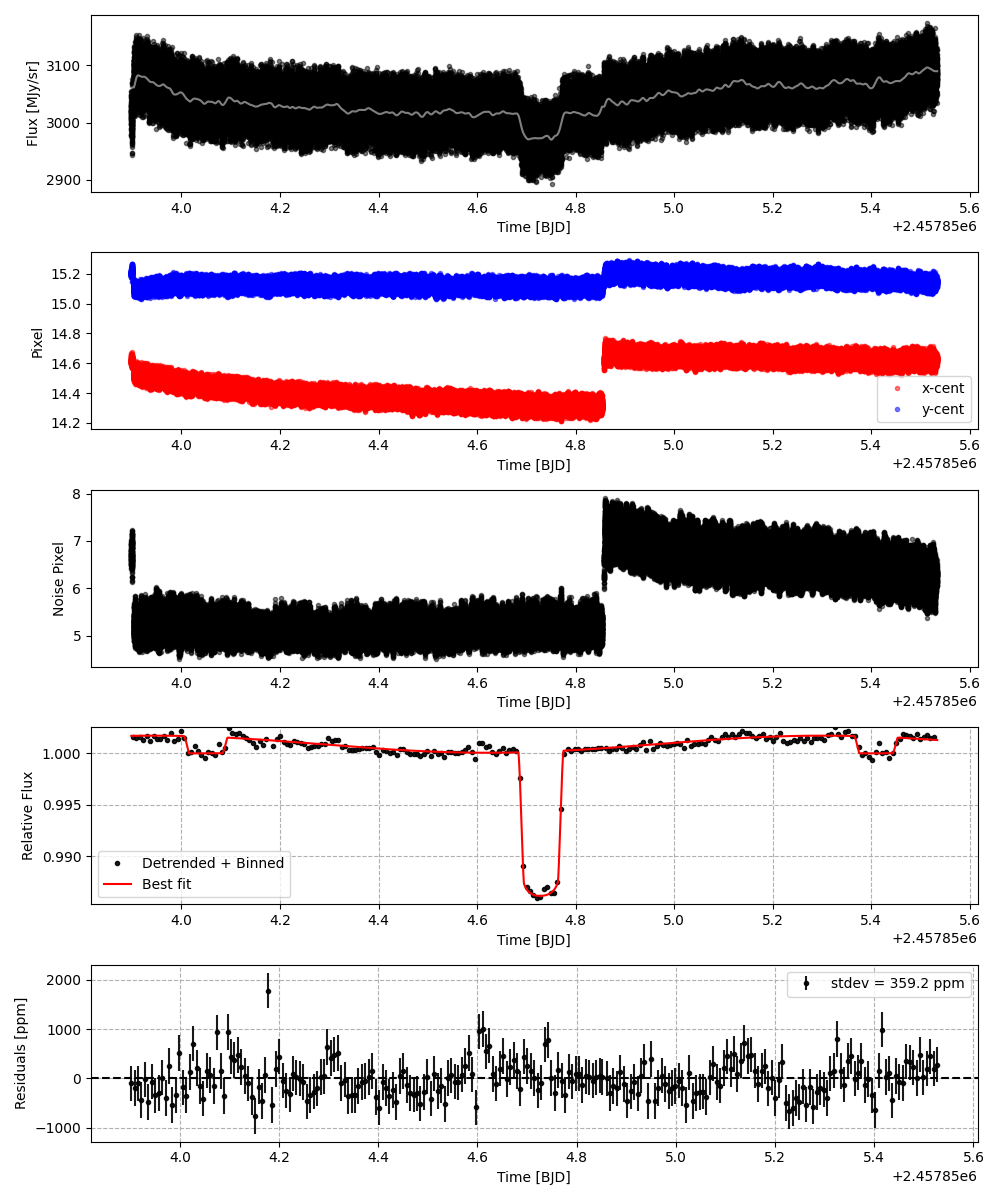 Flux [MJy/sr]
3100
3000
2900
4.0 4.2 4.4 4.6 4.8 5.0 5.2 5.4 5.6
Time [BJD]
+2.45785e6
Pixel
15.2
15.0
14.8
14.6
14.4
14.2
x-cent
y-cent
4.0 4.2 4.4 4.6 4.8 5.0 5.2 5.4 5.6
Time [BJD]
+2.45785e6
Noise Pixel
8
7
6
5
4.0 4.2 4.4 4.6 4.8 5.0 5.2 5.4 5.6
Time [BJD]
+2.45785e6
Relative Flux
1.000
0.995
0.990
Detrended + Binned
Best fit
4.0 4.2 4.4 4.6 4.8 5.0 5.2 5.4 5.6
Time [BJD]
+2.45785e6
Residuals [ppm]
2000
1000
0
−1000
stdev = 359.2 ppm
4.0 4.2 4.4 4.6 4.8 5.0 5.2 5.4 5.6
Time [BJD]
+2.45785e6